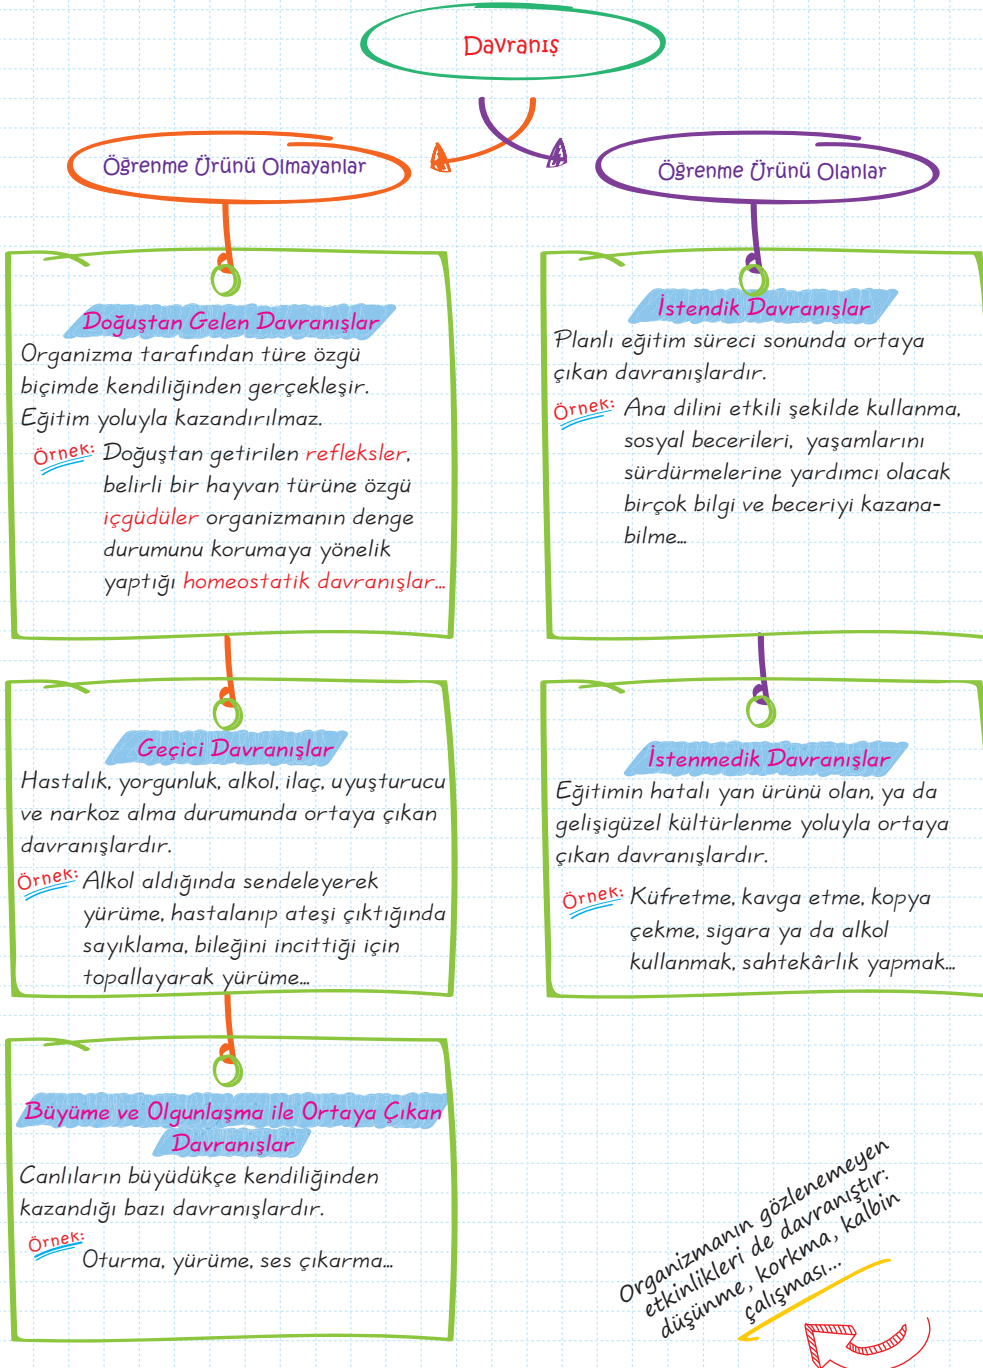 Davranış
Öğrenme Ürünü Olmayanlar
Öğrenme Ürünü Olanlar
Doğuştan Gelen Davranışlar
Organizma tarafından türe özgü
biçimde kendiliğinden gerçekleşir.
Eğitim yoluyla kazandırılmaz.
Örnek: Doğuştan getirilen refleksler,
belirli bir hayvan türüne özgü
içgüdüler organizmanın denge
durumunu korumaya yönelik
yaptığı homeostatik davranışlar...
Geçici Davranışlar
Hastalık, yorgunluk, alkol, ilaç, uyuşturucu
ve narkoz alma durumunda ortaya çıkan
davranışlardır.
Örnek: Alkol aldığında sendeleyerek
yürüme, hastalanıp ateşi çıktığında
sayıklama, bileğini incittiği için
topallayarak yürüme...
Büyüme ve Olgunlaşma ile Ortaya Çıkan
Davranışlar
Canlıların büyüdükçe kendiliğinden
kazandığı bazı davranışlardır.
Örnek: Oturma, yürüme, ses çıkarma...
İstendik Davranışlar
Planlı eğitim süreci sonunda ortaya
çıkan davranışlardır.
Örnek: Ana dilini etkili şekilde kullanma,
sosyal becerileri, yaşamlarını
sürdürmelerine yardımcı olacak
birçok bilgi ve beceriyi kazana-
bilme...
İstenmedik Davranışlar
Eğitimin hatalı yan ürünü olan, ya da
gelişigüzel kültürlenme yoluyla ortaya
çıkan davranışlardır.
Örnek: Küfretme, kavga etme, kopya
çekme, sigara ya da alkol
kullanmak, sahtekârlık yapmak...
Organizmanın gözlenemeyen
etkinlikleri de davranıştır:
düşünme, korkma, kalbin
çalışması...